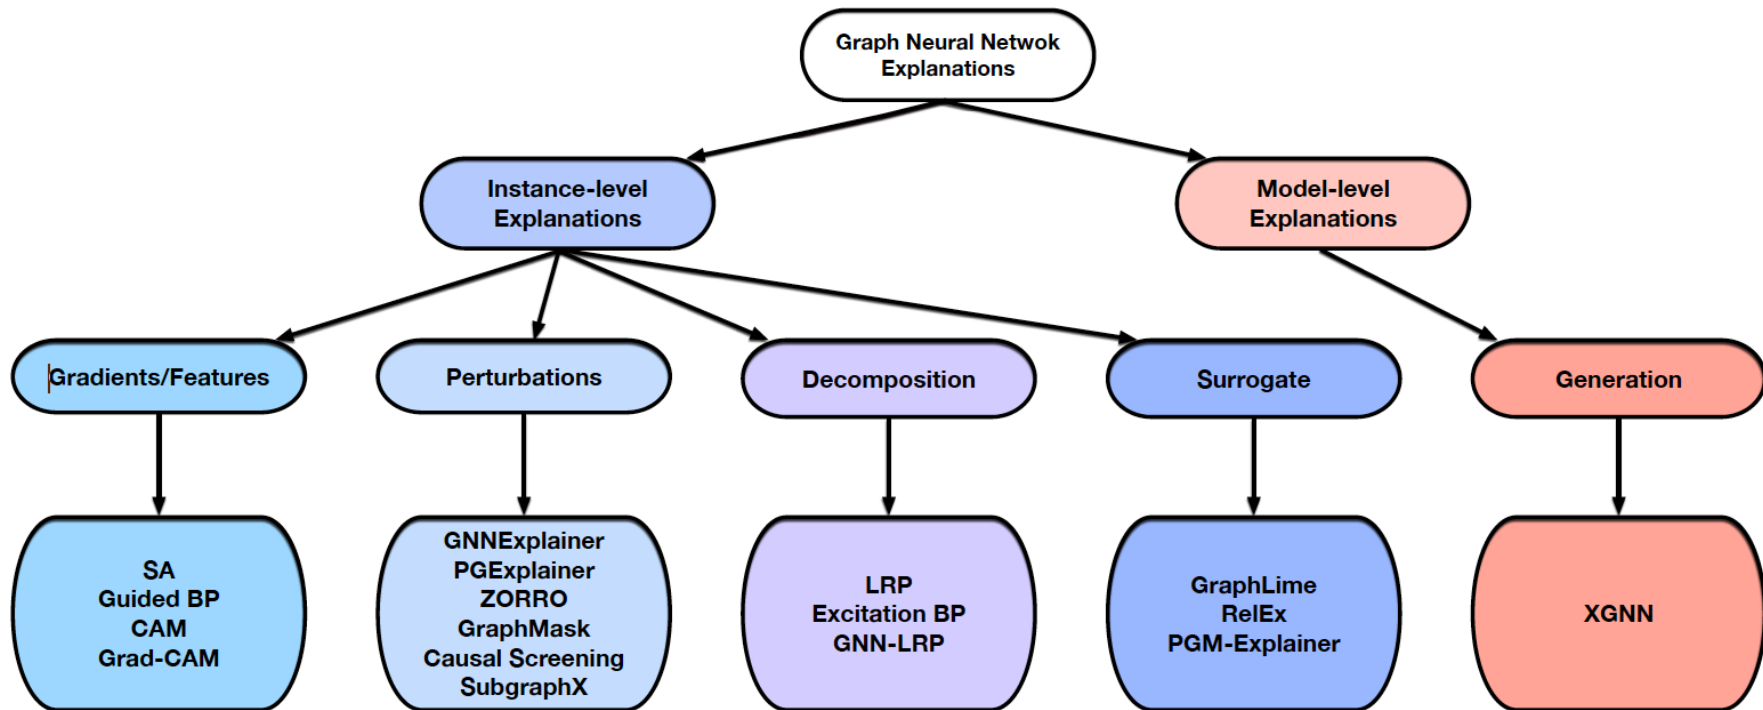 Graph Neural Netwok
Explanations
Instance-level
Explanations
Model-level
Explanations
Gradients/Features
Perturbations
Decomposition
Surrogate
Generation
SA
Guided BP
CAM
Grad-CAM
GNNExplainer
PGExplainer
ZORRO
GraphMask
Causal Screening
SubgraphX
LRP
Excitation BP
GNN-LRP
GraphLime
RelEx
PGM-Explainer
XGNN